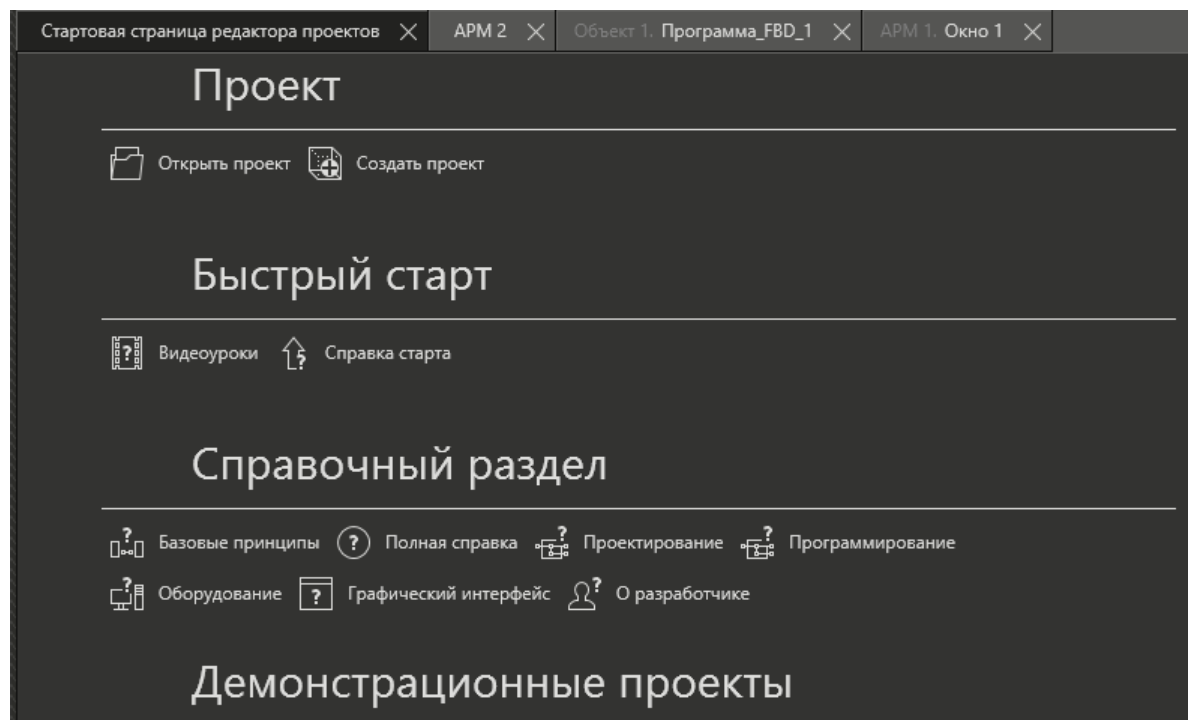 Стартовая страница редактора проектов АРМ 2 Объект 1. Программа_FBD_1 АРМ 1. Окно 1
Проект
Открыть проект Создать проект
Быстрый старт
Видеоуроки Справка старта
Справочный раздел
Базовые принципы Полная справка Проектирование Программирование
Оборудование Графический интерфейс О разработчике
Демонстрационные проекты